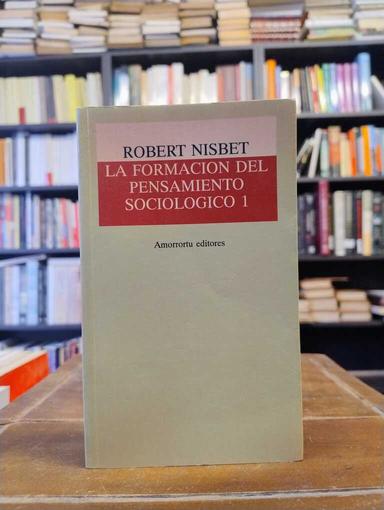 ROBERT NISBET
LA FORMACION DEL
PENSAMIENTO
SOCIOLOGICO 1
Amorrortu editores